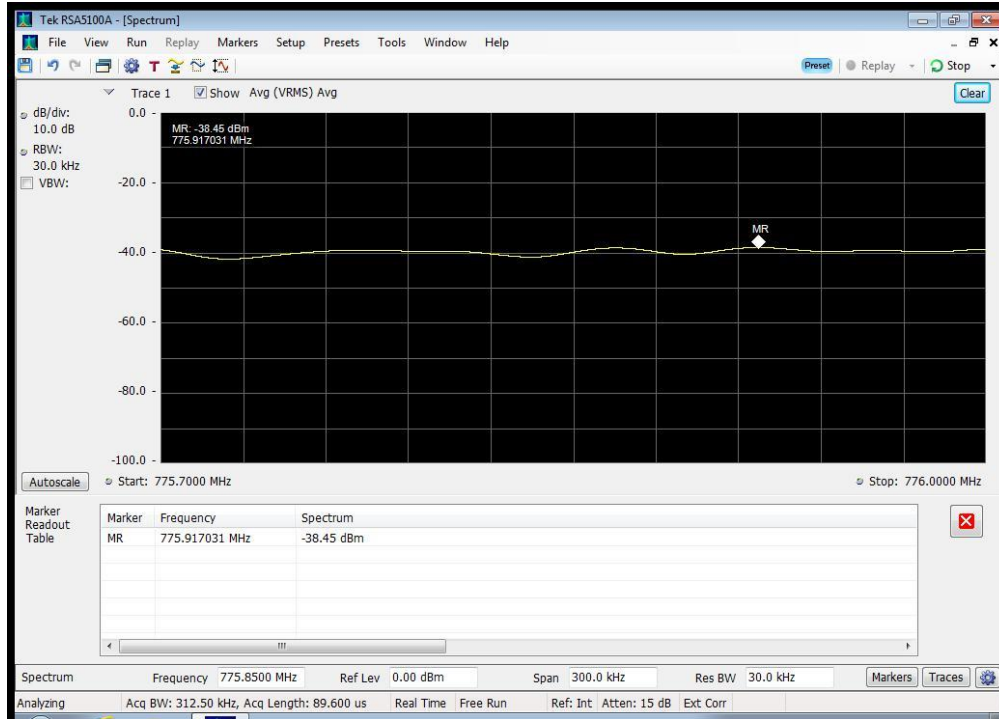 Tek RSA5100A - [Spectrum]
File View Run Replay Markers Setup Presets Tools Window Help
Preset Replay Stop
Trace 1 Show Avg (VRMS) Avg Clear
dB/div:
10.0 dB
RBW:
30.0 kHz
VBW:
0.0
MR: -38.45 dBm
775.917031 MHz
-20.0
MR
-40.0
-60.0
-80.0
-100.0
Autoscale Start: 775.7000 MHz Stop: 776.0000 MHz
Marker
Readout
Table
Marker Frequency Spectrum
MR 775.917031 MHz -38.45 dBm
Spectrum Frequency 775.8500 MHz Ref Lev 0.00 dBm Span 300.0 kHz Res BW 30.0 kHz Markers Traces
Analyzing Acq BW: 312.50 kHz, Acq Length: 89.600 us Real Time Free Run Ref: Int Atten: 15 dB Ext Corr